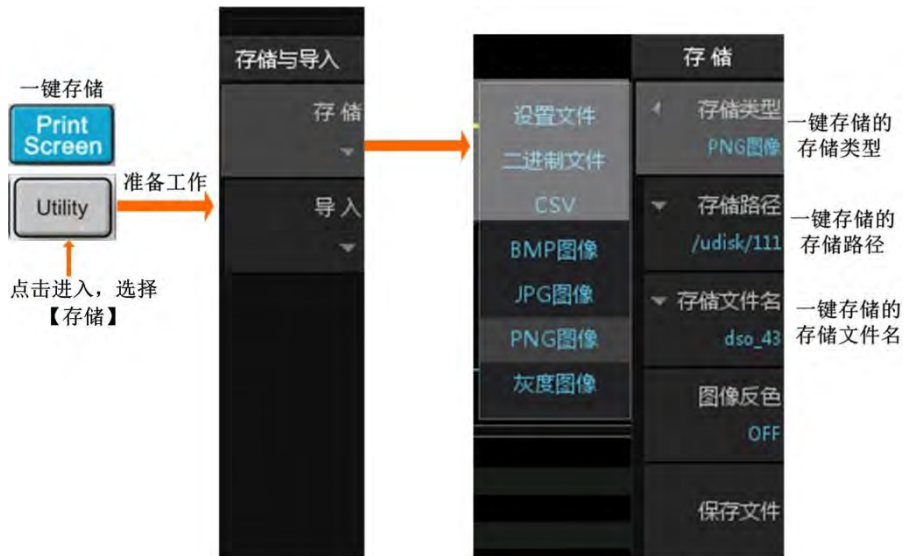 一键存储
Print
Screen
Utility
准备工作
点击进入，选择
【存储】
存储与导入
存 储
导 入
设置文件
二进制文件
CSV
BMP图像
JPG图像
PNG图像
灰度图像
存 储
存储类型
PNG图像
存储路径
/udisk/111
存储文件名
dso_43
图像反色
OFF
保存文件
一键存储的
存储类型
一键存储的
存储路径
一键存储的
存储文件名